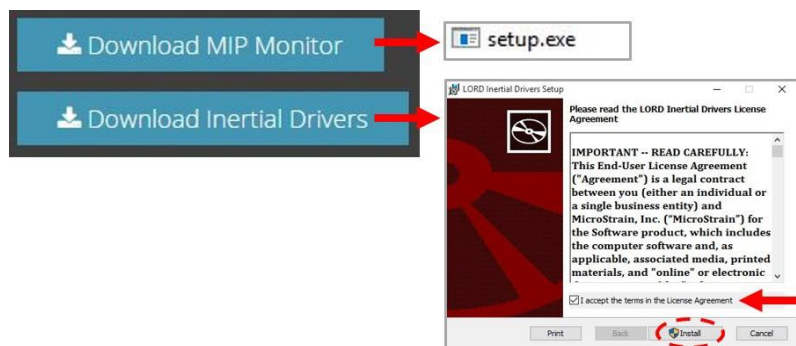 Download MIP Monitor
setup.exe
Download Inertial Drivers
LORD Inertial Drivers Setup
Please read the LORD Inertial Drivers License
Agreement
IMPORTANT -- READ CAREFULLY:
This End-User License Agreement
("Agreement") is a legal contract
between you (either an individual or
a single business entity) and
MicroStrain, Inc. ("MicroStrain") for
the Software product, which includes
the computer software and, as
applicable, associated media, printed
materials, and "online" or electronic
I accept the terms in the License Agreement
Print Back Install Cancel